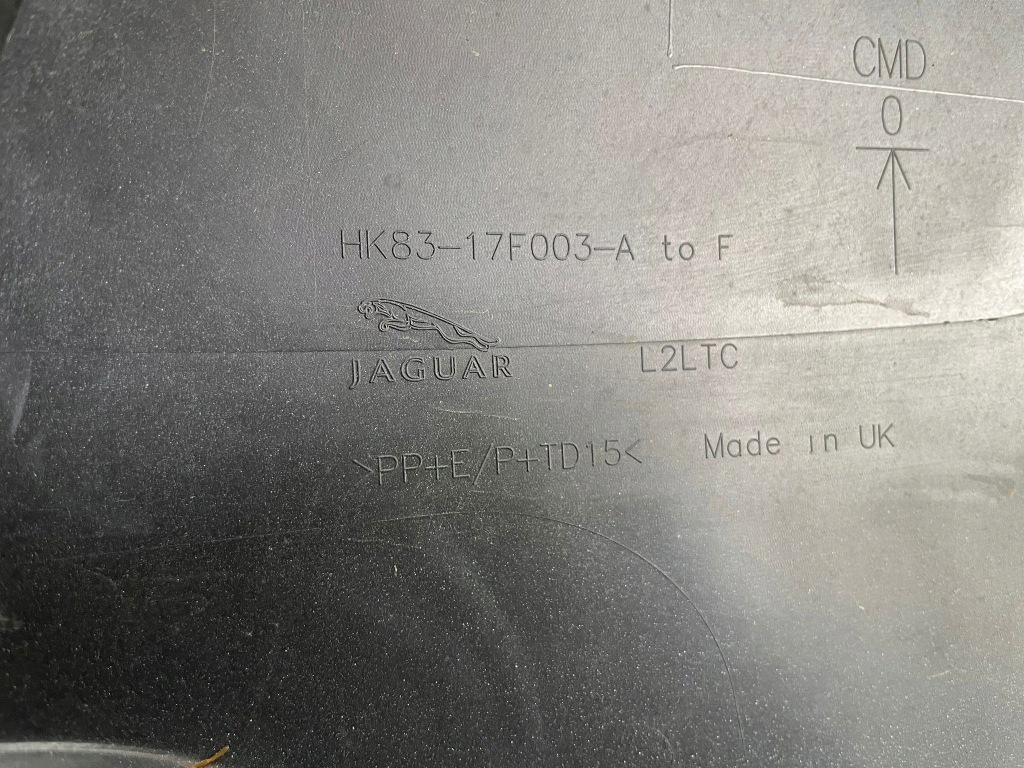 CMD
0
HK83-17F003-A to F
JAGUAR
L2LTC
>PP+E/P+TD15<
Made in UK